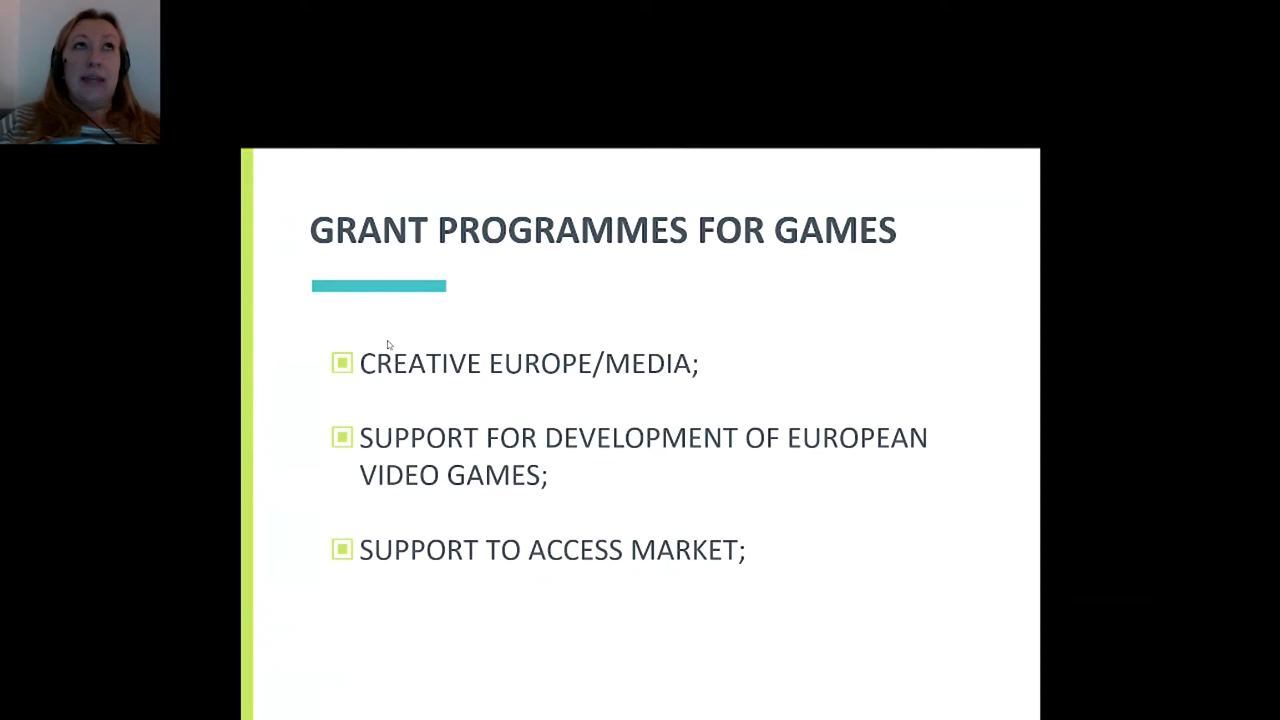 GRANT PROGRAMMES FOR GAMES
CREATIVE EUROPE/MEDIA;
SUPPORT FOR DEVELOPMENT OF EUROPEAN
VIDEO GAMES;
SUPPORT TO ACCESS MARKET;